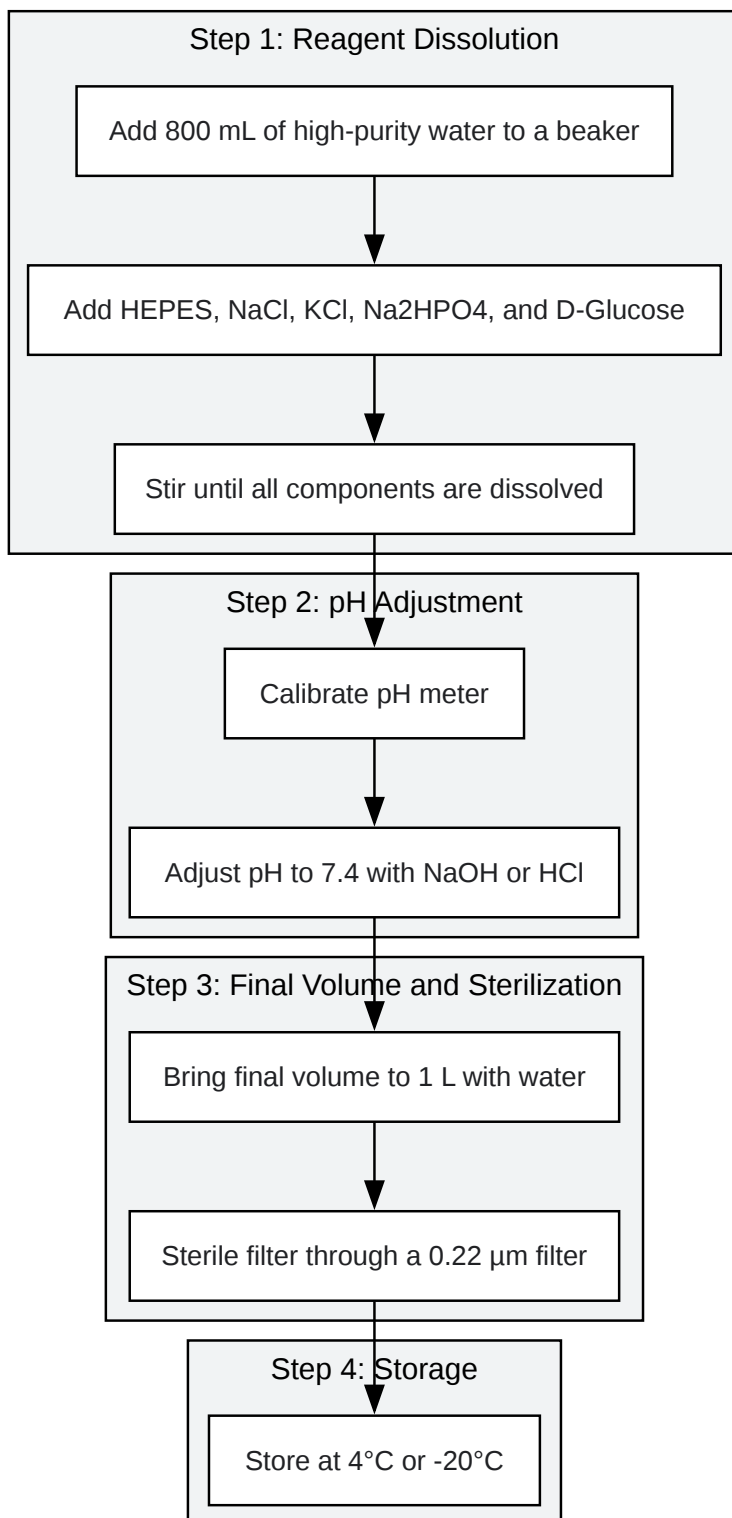 Step 1: Reagent Dissolution
Add 800 mL of high-purity water to a beaker
Add HEPES, NaCl, KCl, Na2HPO4, and D-Glucose
Stir until all components are dissolved
Step 2: pH Adjustment
Calibrate pH meter
Adjust pH to 7.4 with NaOH or HCl
Step 3: Final Volume and Sterilization
Bring final volume to 1 L with water
Sterile filter through a 0.22 µm filter
Step 4: Storage
Store at 4°C or -20°C